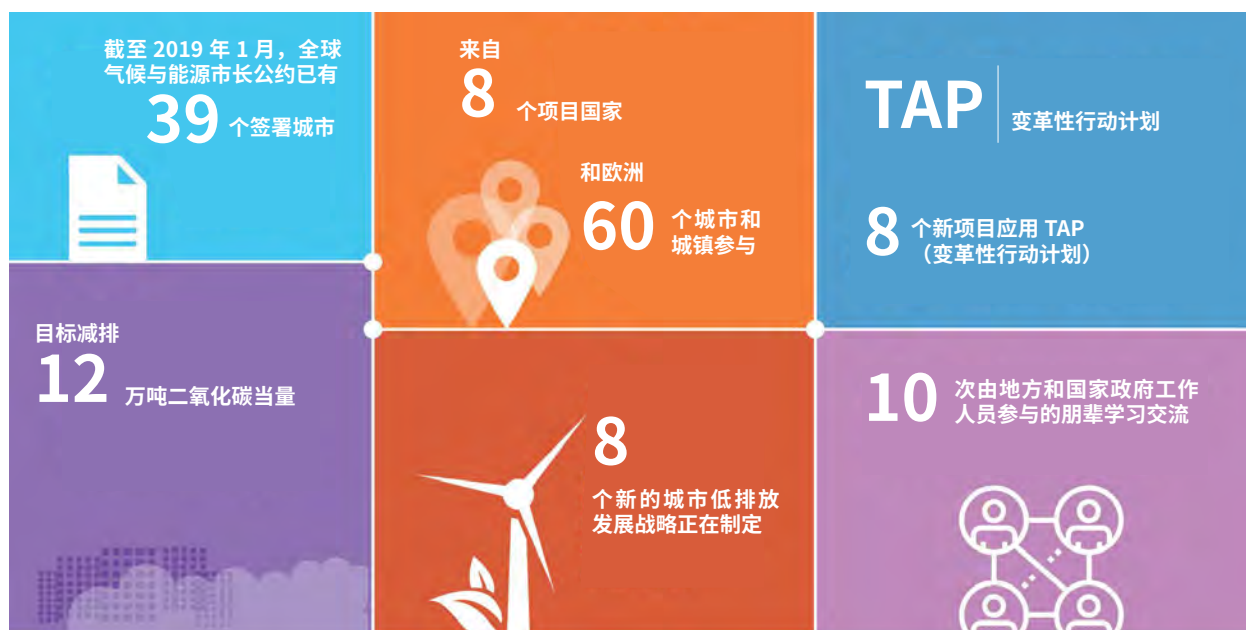 截至 2019 年 1 月，全球
气候与能源市长公约已有
39 个签署城市
来自
8 个项目国家
和欧洲
60 个城市和
城镇参与
TAP 变革性行动计划
8 个新项目应用 TAP
（变革性行动计划）
目标减排
12 万吨二氧化碳当量
8
个新的城市低排放
发展战略正在制定
10 次由地方和国家政府工作
人员参与的朋辈学习交流